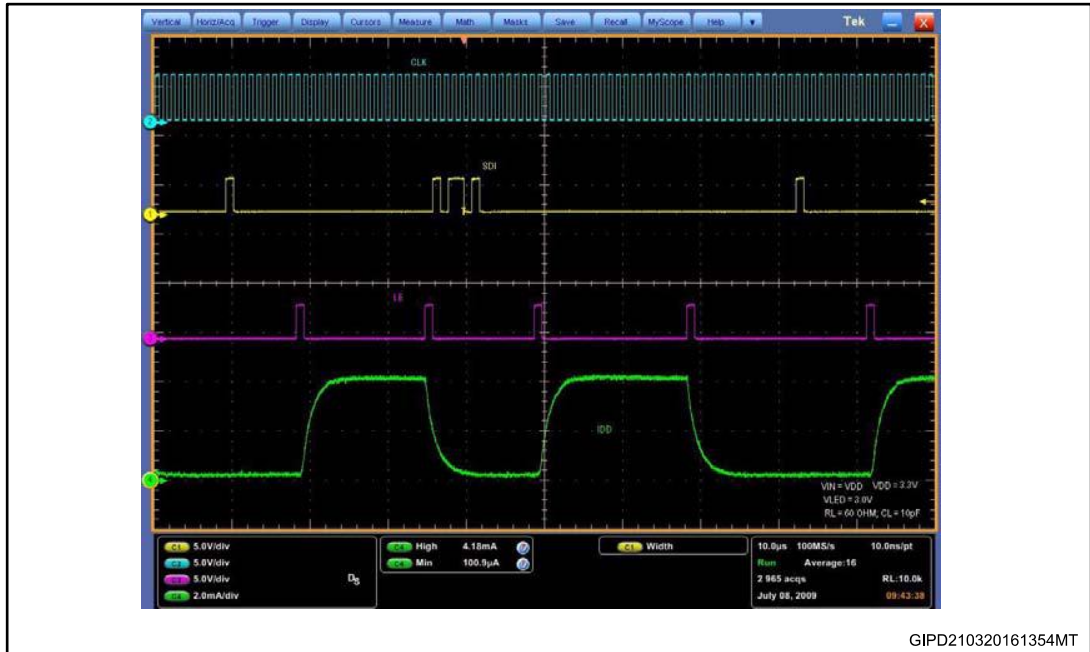 Vertical Horiz/Acq Trigger Display Cursors Measure Math Masks Save Recall MyScope Help Tek X
CLK
2
SDI
1
LE
3
IDD
4
VIN = VDD VDD = 3.3V
VLED = 3.0V
RL = 60 OHM; CL = 10pF
C1 5.0V/div
C2 5.0V/div
C3 5.0V/div
C4 2.0mA/div
C4 High 4.18mA
C4 Min 100.9µA
C1 Width
10.0µs 100MS/s 10.0ns/pt
Run Average:16
2 965 acqs RL:10.0k
July 08, 2009 09:43:38
GIPD210320161354MT